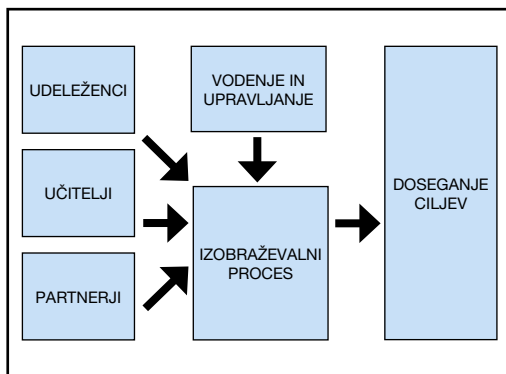 UDELEŽENCI
VODENJE IN
UPRAVLJANJE
UČITELJI
PARTNERJI
IZOBRAŽEVALNI
PROCES
DOSEGANJE
CILJEV